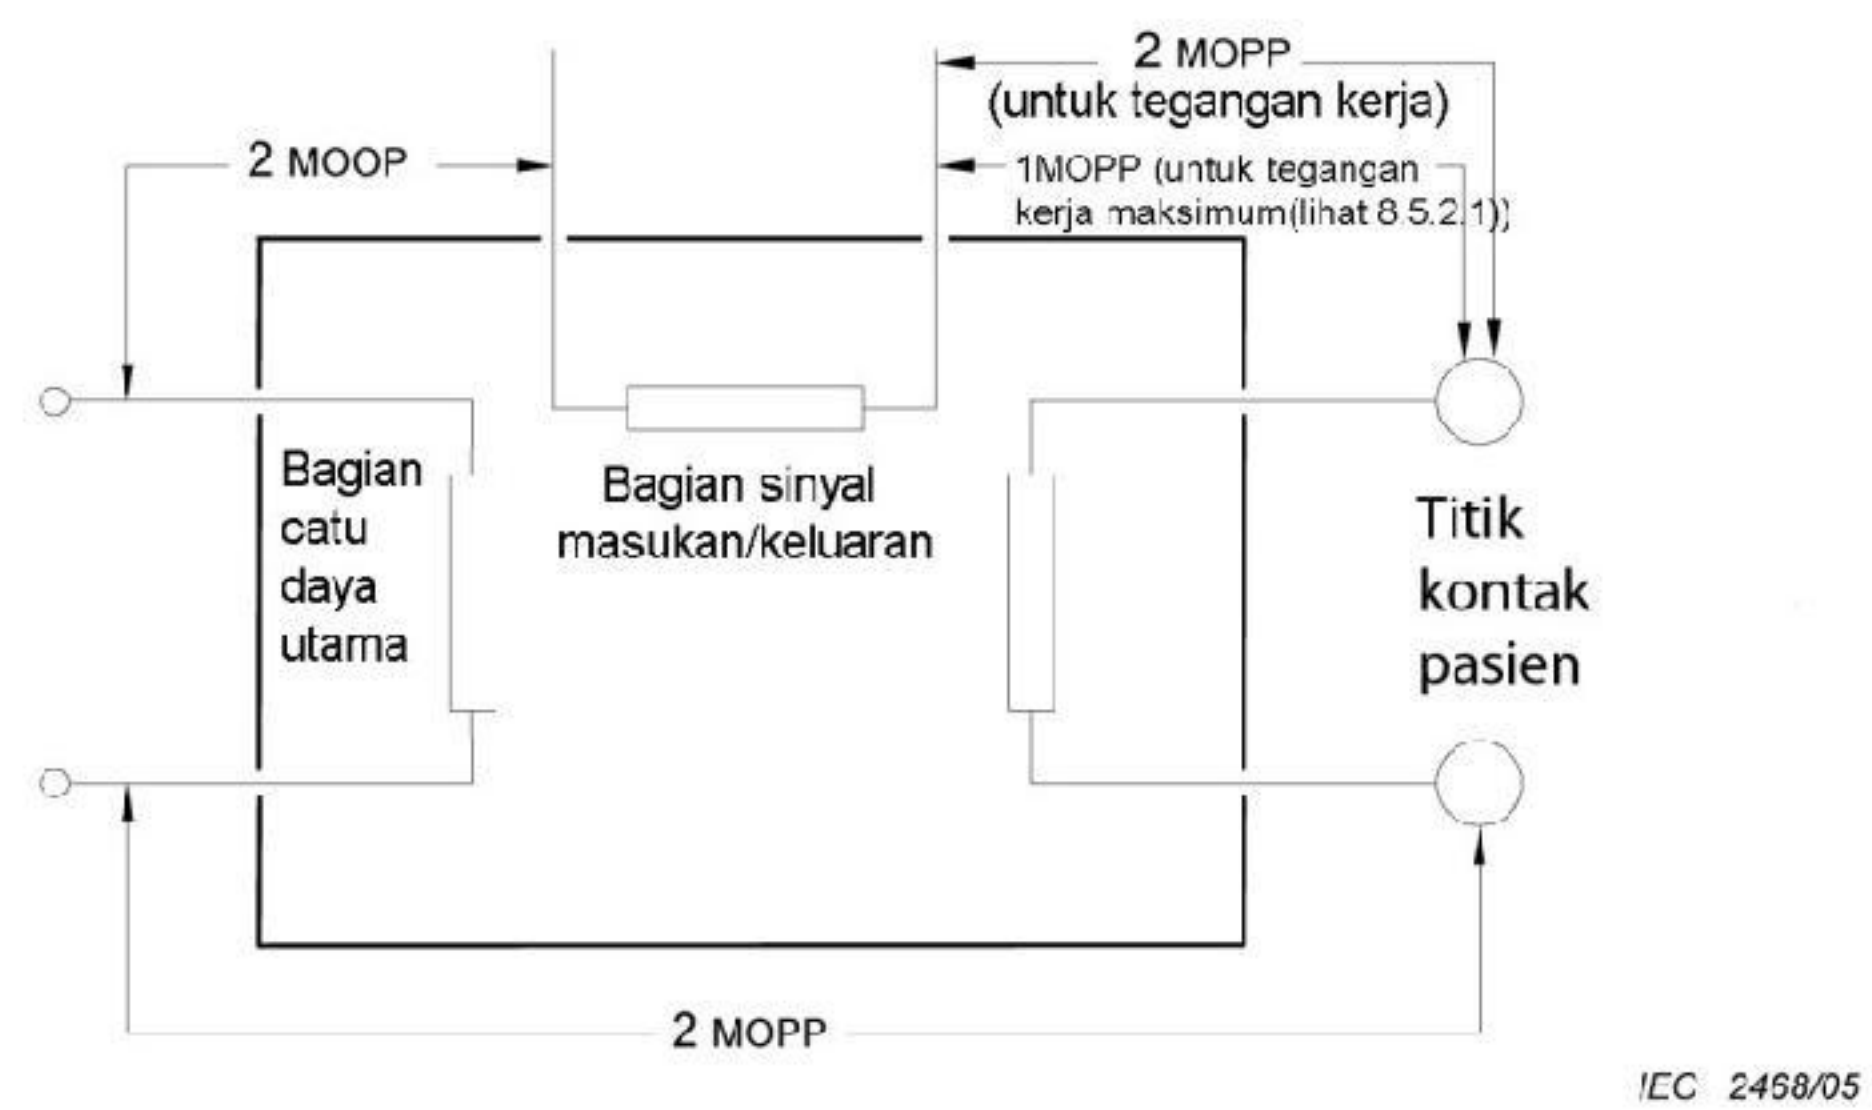 2 MOPP
(untuk tegangan kerja)
2 MOOP
1MOPP (untuk tegangan
kerja maksimum(lihat 8.5.2.1))
Bagian
catu
daya
utama
Bagian sinyal
masukan/keluaran
Titik
kontak
pasien
2 MOPP
IEC 2468/05